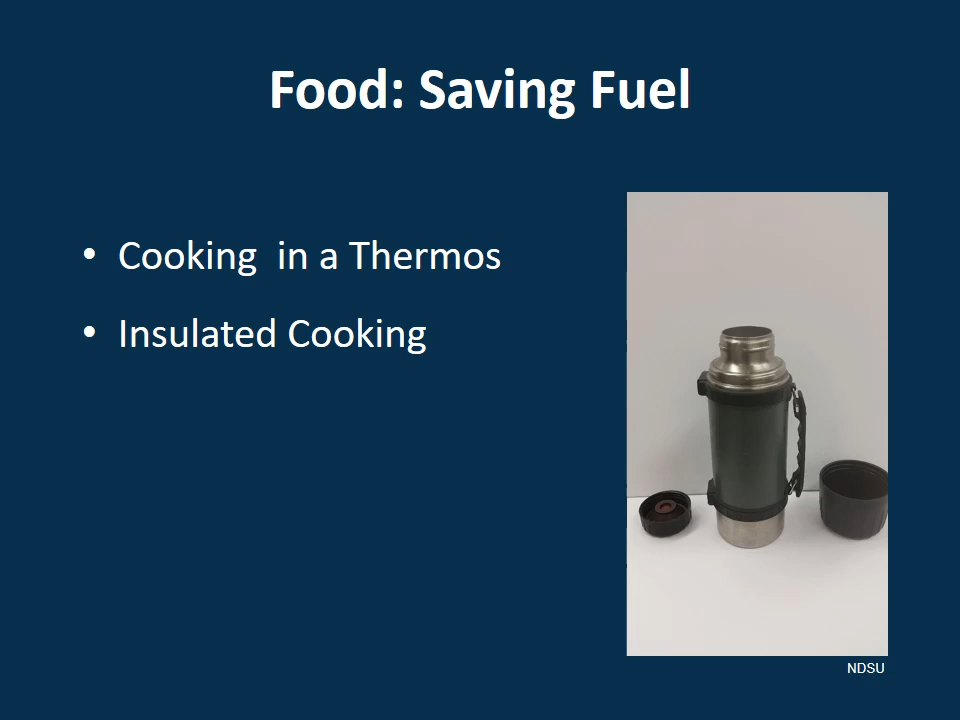 Food: Saving Fuel
• Cooking  in a Thermos
• Insulated Cooking
NDSU